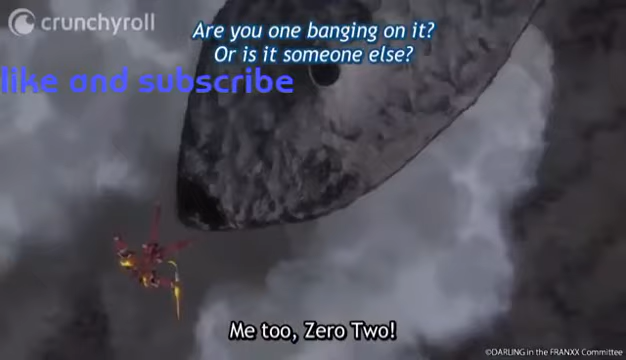 crunchyroll
Are you one banging on it?
Or is it someone else?
like and subscribe
Me too, Zero Two!
©DARLING in the FRANXX Committee